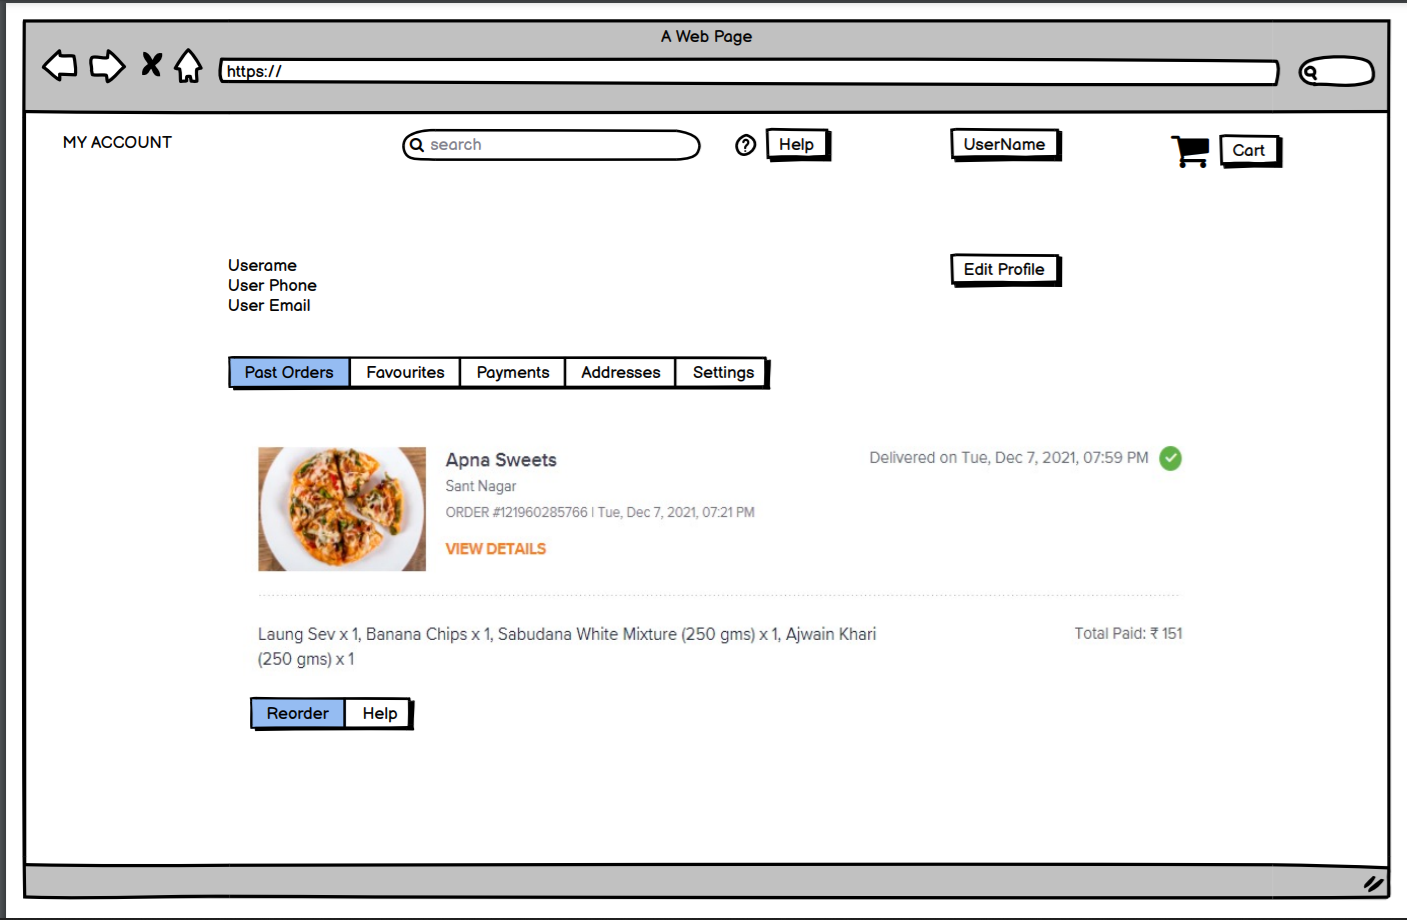 A Web Page
https://
MY ACCOUNT
search
? Help
UserName
Cart
Userame
User Phone
User Email
Edit Profile
Past Orders Favourites Payments Addresses Settings
Apna Sweets
Delivered on Tue, Dec 7, 2021, 07:59 PM
Sant Nagar
ORDER #121960285766 | Tue, Dec 7, 2021, 07:21 PM
VIEW DETAILS
Laung Sev x 1, Banana Chips x 1, Sabudana White Mixture (250 gms) x 1, Ajwain Khari
(250 gms) x 1
Total Paid: ₹ 151
Reorder Help